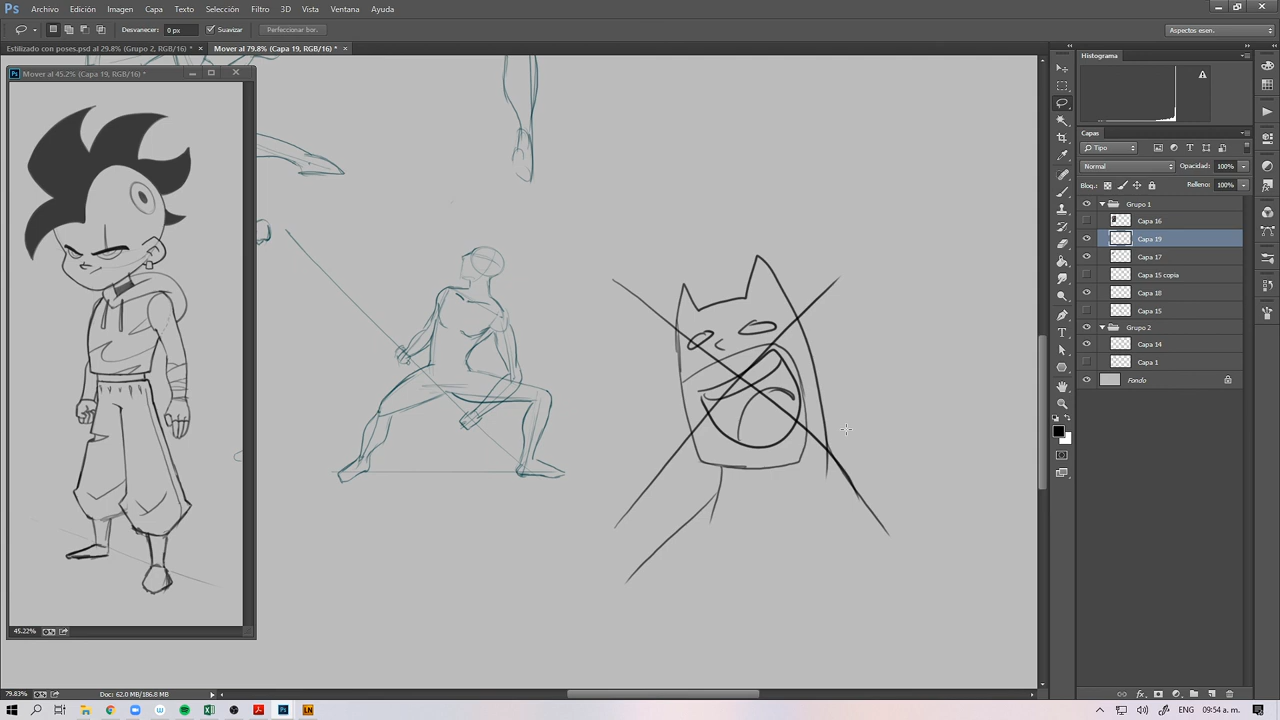 Ps Archivo Edición Imagen Capa Texto Selección Filtro 3D Vista Ventana Ayuda
Desvanecer: 0 px Suavizar Perfeccionar bor. Aspectos esen.
Estilizado con poses.psd al 29.8% (Grupo 2, RGB/16) * × Mover al 79.8% (Capa 19, RGB/16) * ×
Histograma
Ps Mover al 45.2% (Capa 19, RGB/16) *
Capas
Tipo
Normal Opacidad: 100%
Bloq.: Relleno: 100%
Grupo 1
Capa 16
Capa 19
Capa 17
Capa 15 copia
Capa 18
Capa 15
Grupo 2
Capa 14
Capa 1
Fondo
45.22%
79.83% Doc: 62.0 MB/186.8 MB
ENG 09:54 a. m.